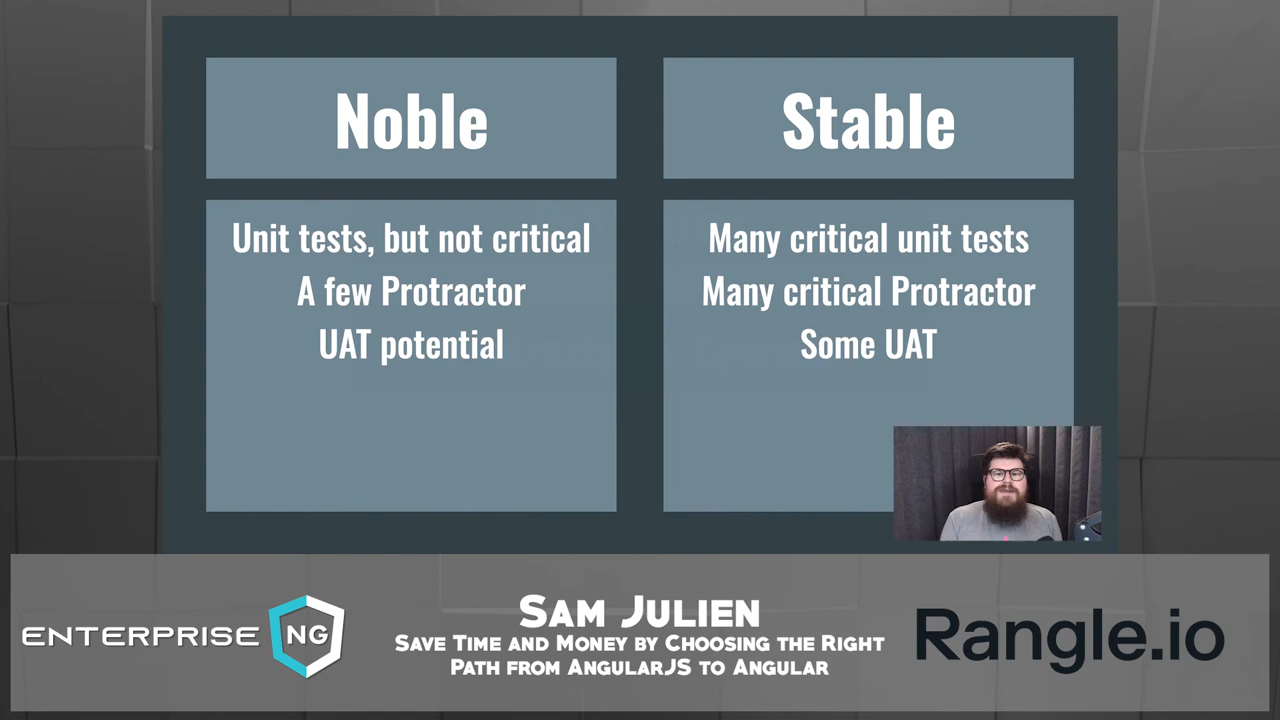 Noble
Stable
Unit tests, but not critical
A few Protractor
UAT potential
Many critical unit tests
Many critical Protractor
Some UAT
ENTERPRISE NG
SAM JULIEN
SAVE TIME AND MONEY BY CHOOSING THE RIGHT
PATH FROM ANGULARJS TO ANGULAR
Rangle.io